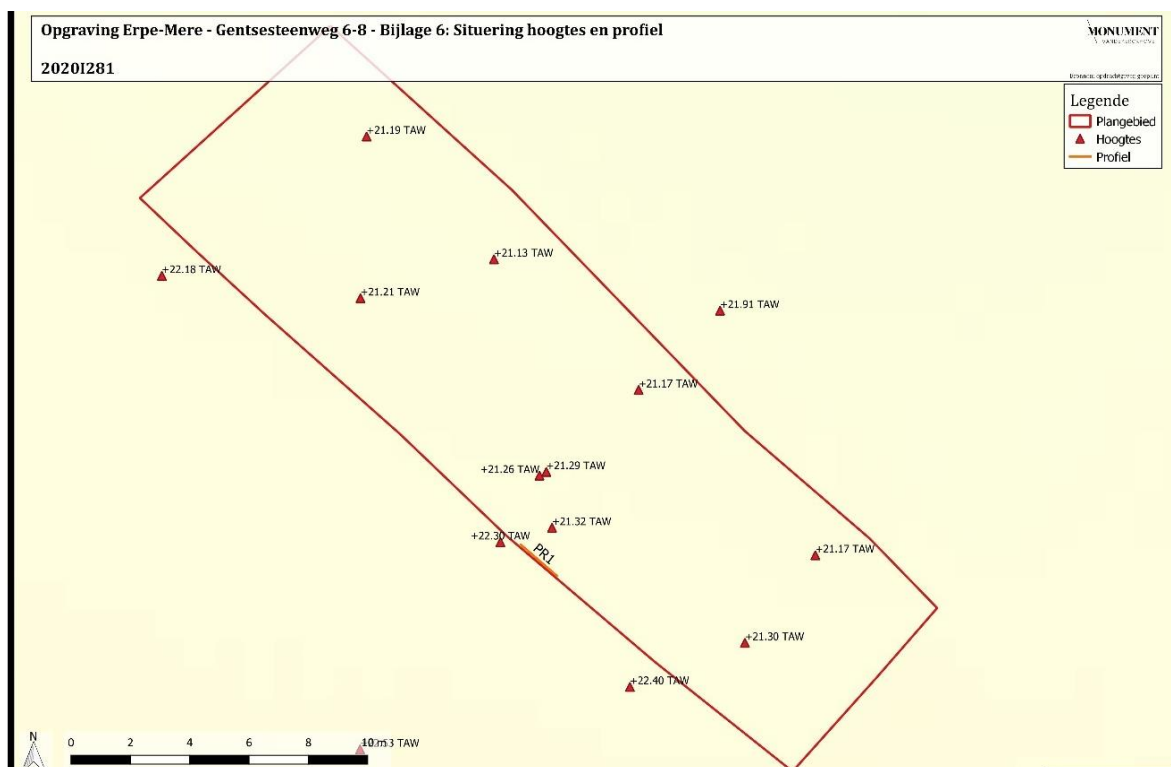 Opgraving Erpe-Mere - Gentsesteenweg 6-8 - Bijlage 6: Situering hoogtes en profiel
2020I281
MONUMENT
Legende
Plangebied
Hoogtes
Profiel
+21.19 TAW
+21.13 TAW
+22.18 TAW
+21.21 TAW
+21.91 TAW
+21.17 TAW
+21.29 TAW
+21.26 TAW
+21.32 TAW
+22.30 TAW
PR1
+21.17 TAW
+21.30 TAW
+22.40 TAW
N
0 2 4 6 8 10 m
TAW